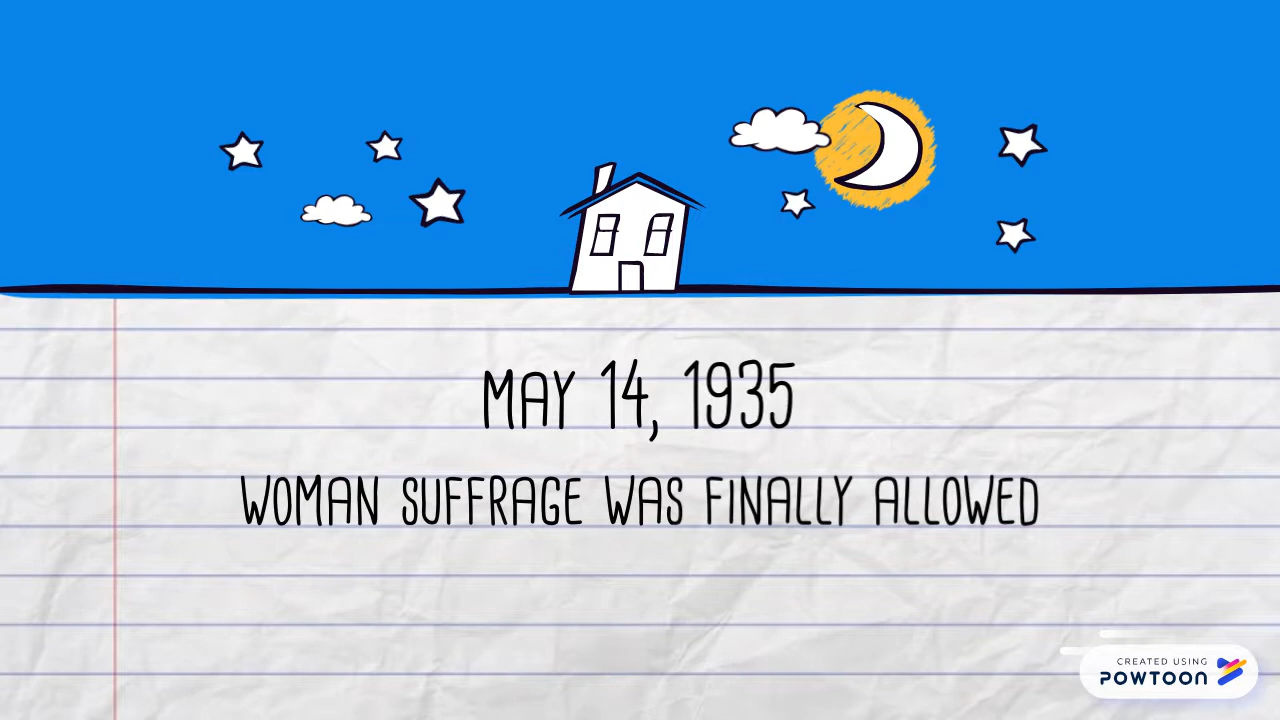 MAY 14, 1935
WOMAN SUFFRAGE WAS FINALLY ALLOWED
CREATED USING
POWTOON